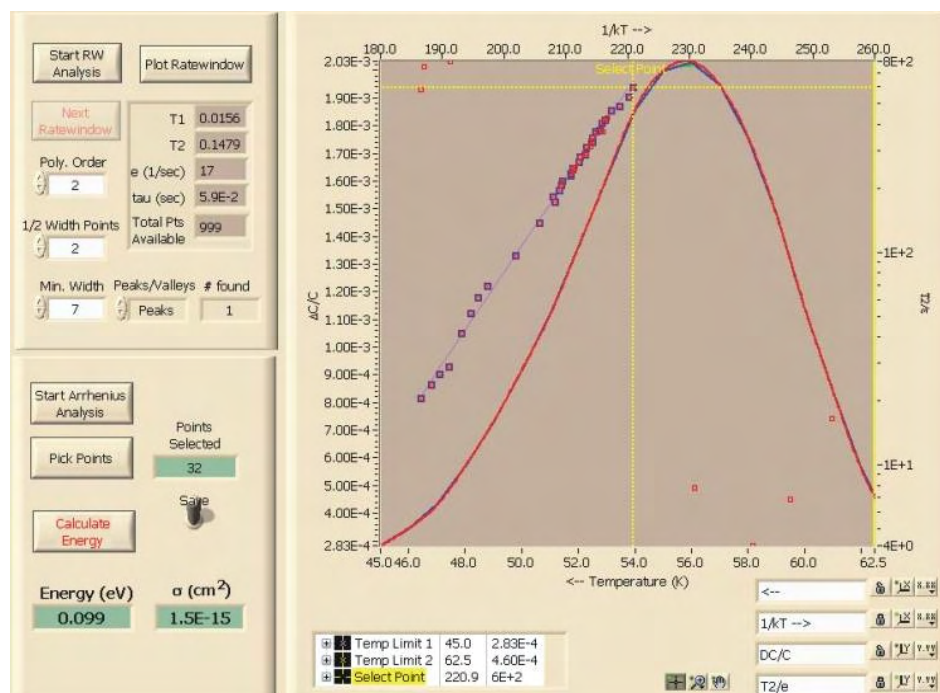 Start RW
Analysis
Plot Ratewindow
Next
Ratewindow
T1 0.0156
T2 0.1479
e (1/sec) 17
tau (sec) 5.9E-2
Total Pts
Available
999
Poly. Order
2
1/2 Width Points
2
Min. Width
7
Peaks/Valleys
Peaks
# found
1
Start Arrhenius
Analysis
Pick Points
Points
Selected
32
Save
Calculate
Energy
Energy (eV)
0.099
σ (cm²)
1.5E-15
1/kT -->
180.0 190.0 200.0 210.0 220.0 230.0 240.0 250.0 260.0
Select Point
ΔC/C
2.03E-3
1.90E-3
1.80E-3
1.70E-3
1.60E-3
1.50E-3
1.40E-3
1.30E-3
1.20E-3
1.10E-3
1.00E-3
9.00E-4
8.00E-4
7.00E-4
6.00E-4
5.00E-4
4.00E-4
2.83E-4
-8E+2
-1E+2
-1E+1
-4E+0
T2/e
45.0 46.0 48.0 50.0 52.0 54.0 56.0 58.0 60.0 62.5
<-- Temperature (K)
Temp Limit 1 45.0 2.83E-4
Temp Limit 2 62.5 4.60E-4
Select Point 220.9 6E+2
<--
1/kT -->
DC/C
T2/e